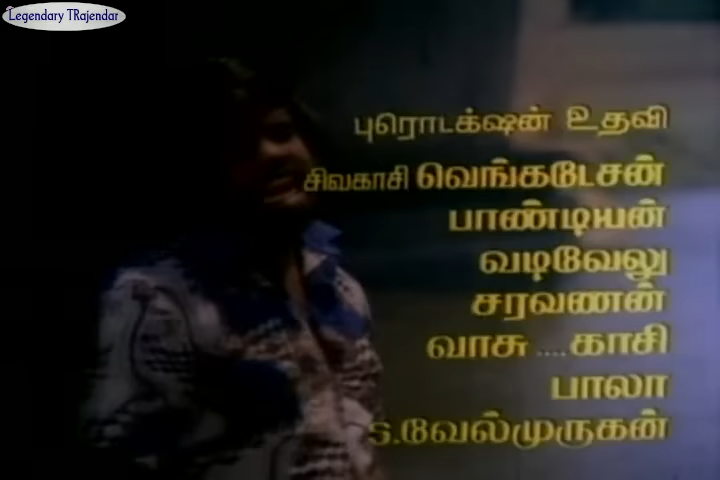 Legendary TRajendar
புரொடக்ஷன் உதவி
சிவகாசி வெங்கடேசன்
பாண்டியன்
வடிவேலு
சரவணன்
வாசு ....காசி
பாலா
S.வேல்முருகன்